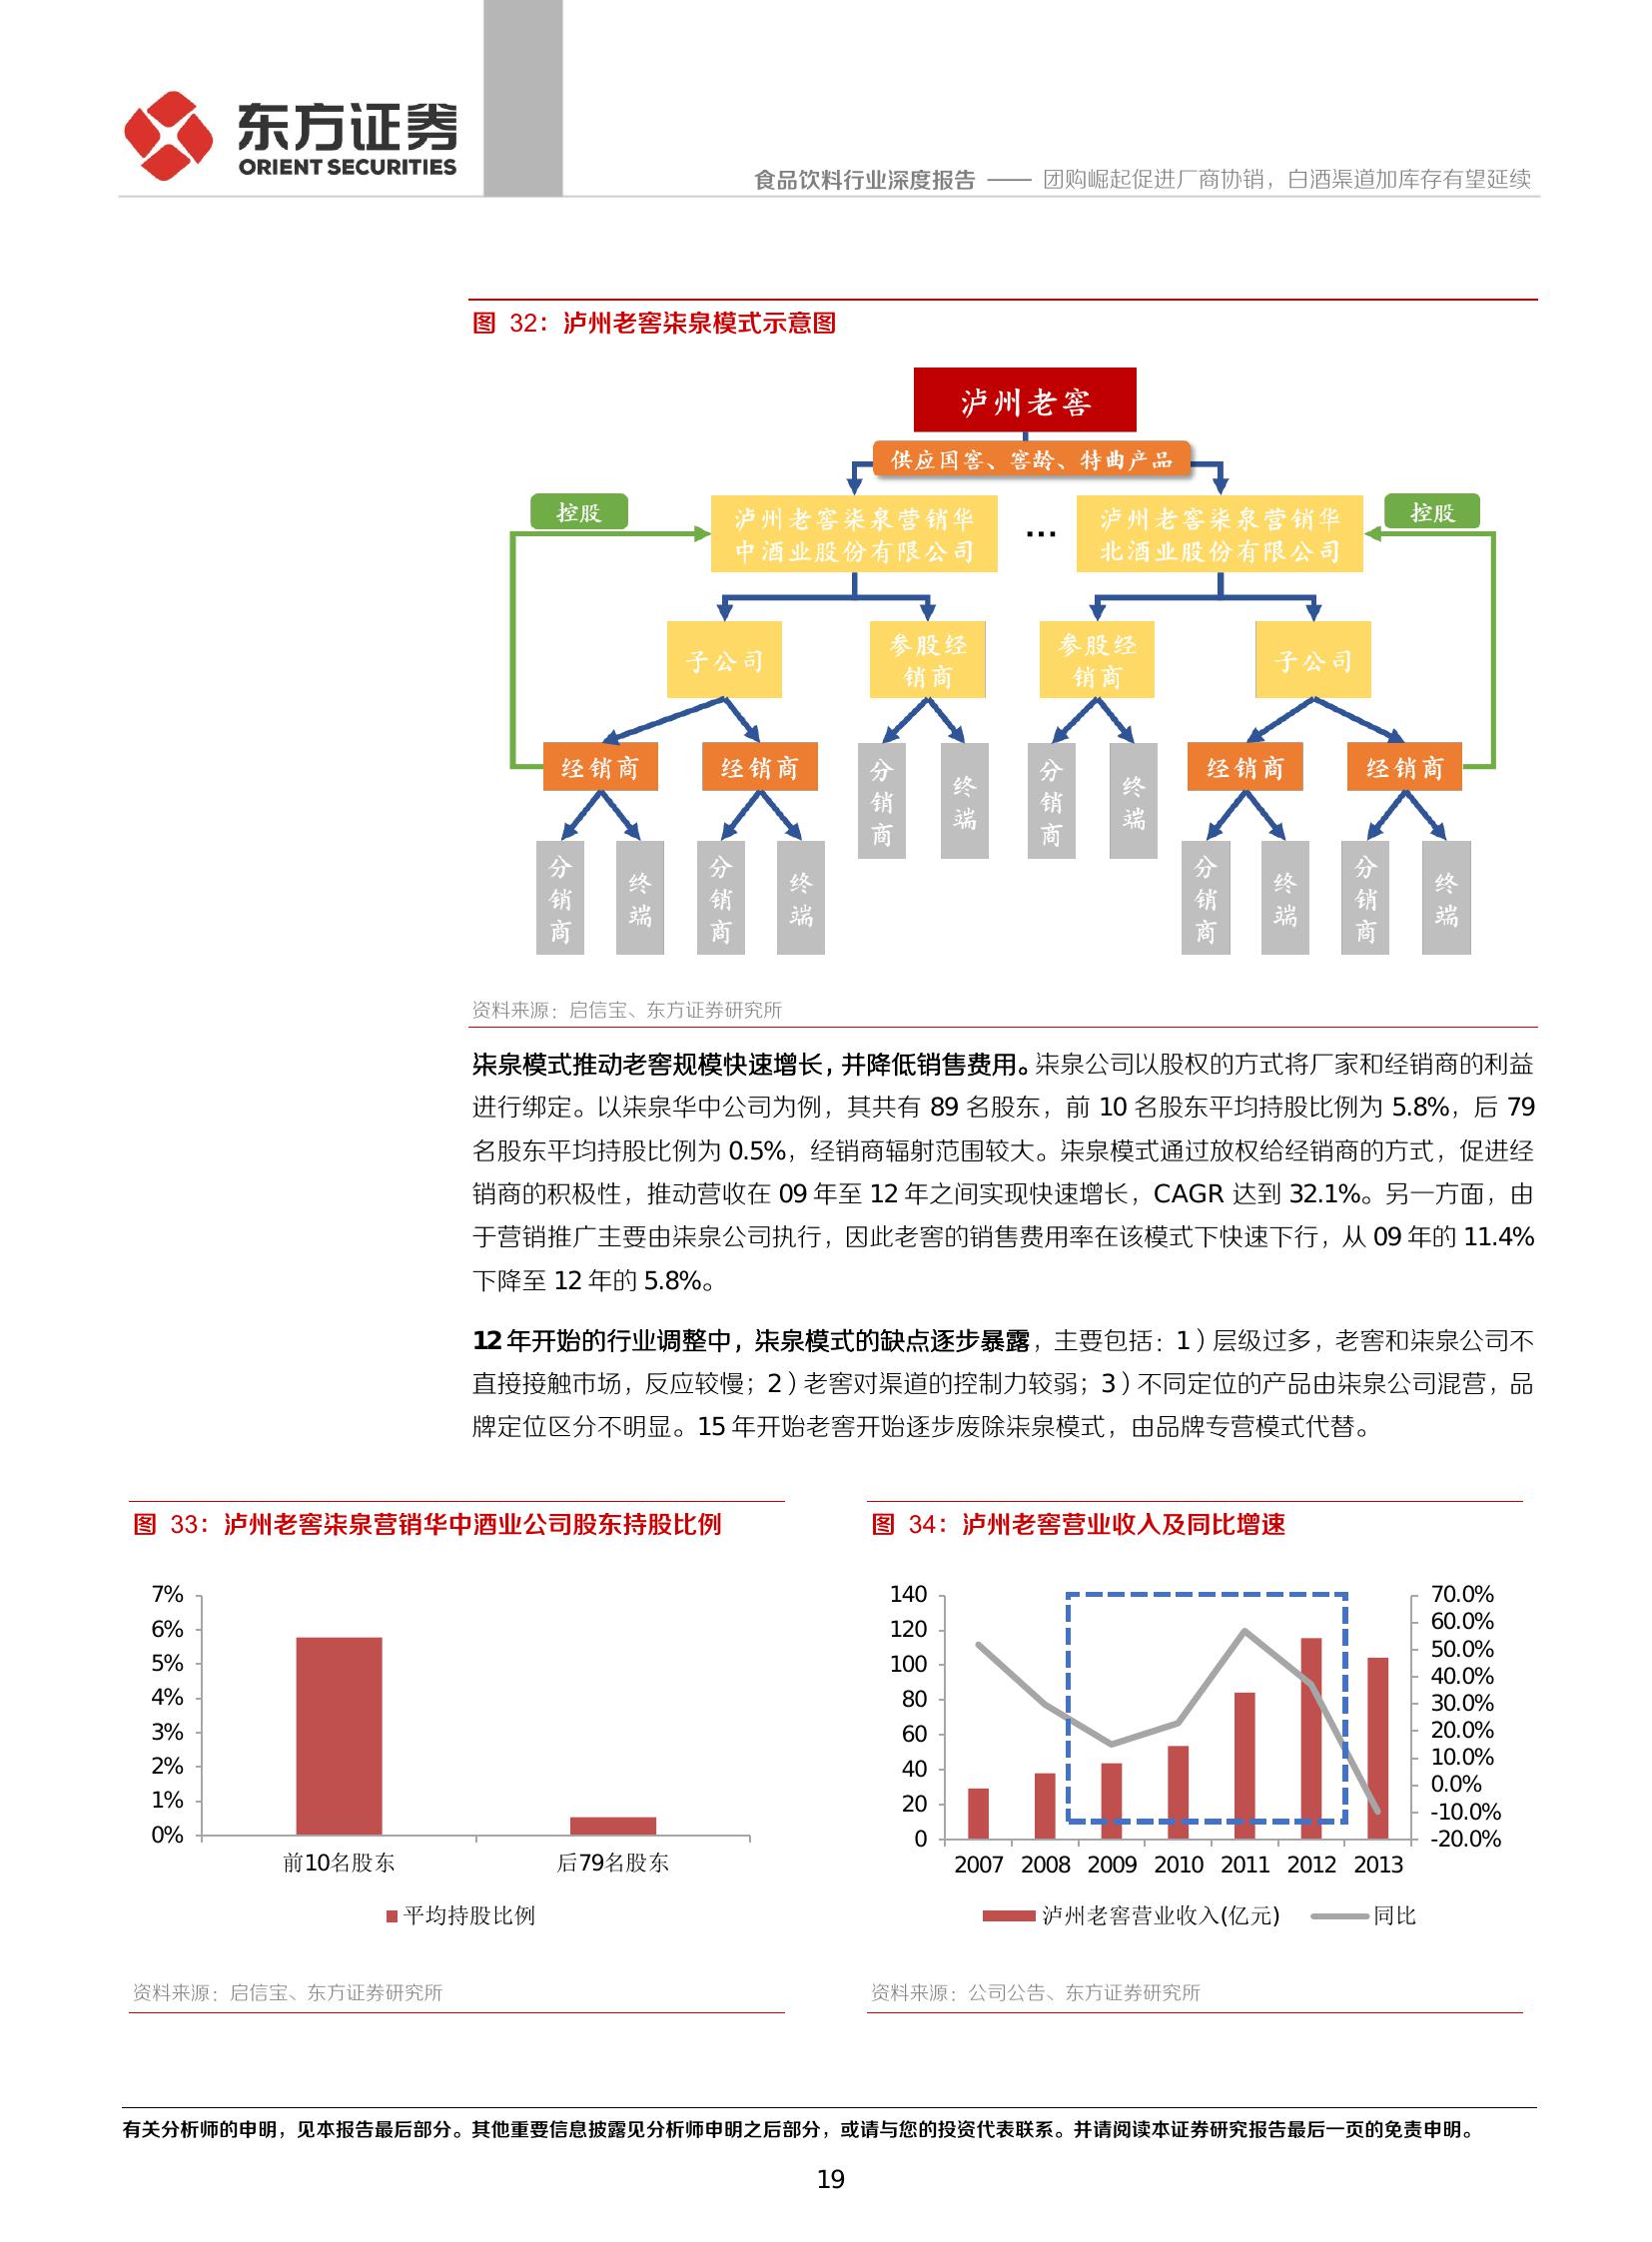 东方证券
ORIENT SECURITIES
食品饮料行业深度报告 —— 团购崛起促进厂商协销，白酒渠道加库存有望延续
图 32：泸州老窖柒泉模式示意图
泸州老窖
供应国窖、窖龄、特曲产品
控股
泸州老窖柒泉营销华
中酒业股份有限公司
...
泸州老窖柒泉营销华
北酒业股份有限公司
控股
子公司
参股经
销商
参股经
销商
子公司
经销商
经销商
分销商
终端
分销商
终端
经销商
经销商
分销商
终端
分销商
终端
分销商
终端
分销商
终端
资料来源：启信宝、东方证券研究所
柒泉模式推动老窖规模快速增长，并降低销售费用。柒泉公司以股权的方式将厂家和经销商的利益
进行绑定。以柒泉华中公司为例，其共有 89 名股东，前 10 名股东平均持股比例为 5.8%，后 79
名股东平均持股比例为 0.5%，经销商辐射范围较大。柒泉模式通过放权给经销商的方式，促进经
销商的积极性，推动营收在 09 年至 12 年之间实现快速增长，CAGR 达到 32.1%。另一方面，由
于营销推广主要由柒泉公司执行，因此老窖的销售费用率在该模式下快速下行，从 09 年的 11.4%
下降至 12 年的 5.8%。
12 年开始的行业调整中，柒泉模式的缺点逐步暴露，主要包括：1）层级过多，老窖和柒泉公司不
直接接触市场，反应较慢；2）老窖对渠道的控制力较弱；3）不同定位的产品由柒泉公司混营，品
牌定位区分不明显。15 年开始老窖开始逐步废除柒泉模式，由品牌专营模式代替。
图 33：泸州老窖柒泉营销华中酒业公司股东持股比例
7%
6%
5%
4%
3%
2%
1%
0%
前10名股东
后79名股东
平均持股比例
资料来源：启信宝、东方证券研究所
图 34：泸州老窖营业收入及同比增速
140
120
100
80
60
40
20
0
70.0%
60.0%
50.0%
40.0%
30.0%
20.0%
10.0%
0.0%
-10.0%
-20.0%
2007 2008 2009 2010 2011 2012 2013
泸州老窖营业收入(亿元) 同比
资料来源：公司公告、东方证券研究所
有关分析师的申明，见本报告最后部分。其他重要信息披露见分析师申明之后部分，或请与您的投资代表联系。并请阅读本证券研究报告最后一页的免责申明。
19